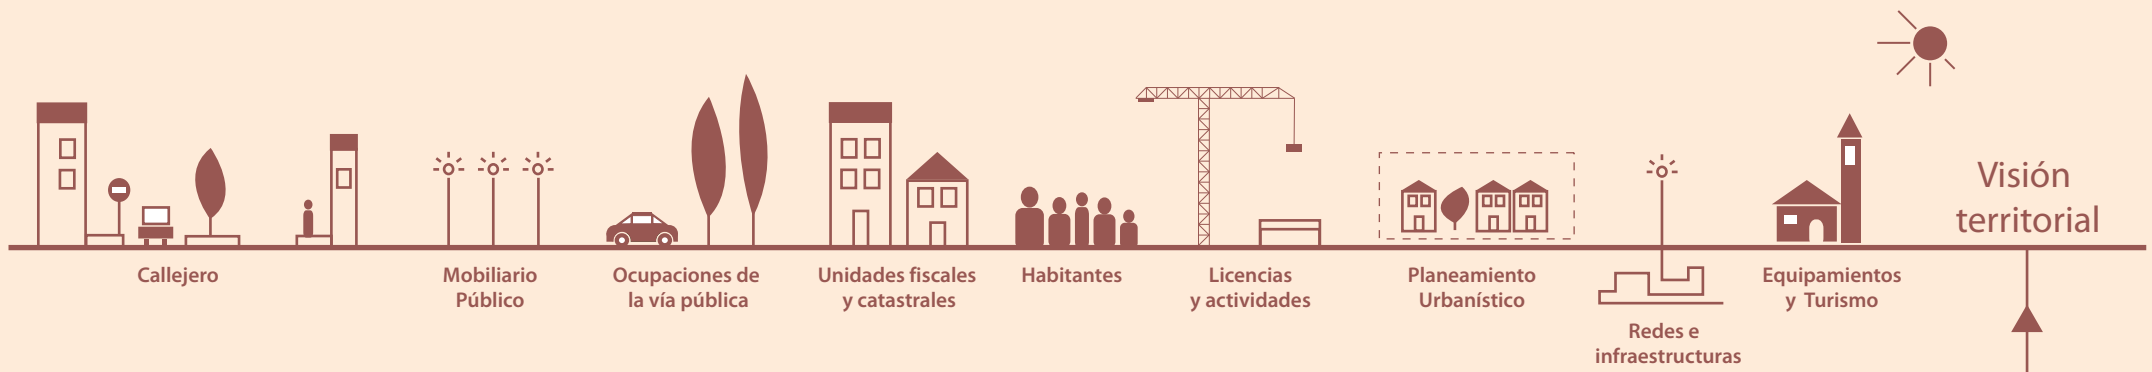 Visión
territorial
Callejero
Mobiliario
Público
Ocupaciones de
la vía pública
Unidades fiscales
y catastrales
Habitantes
Licencias
y actividades
Planeamiento
Urbanístico
Redes e
infraestructuras
Equipamientos
y Turismo